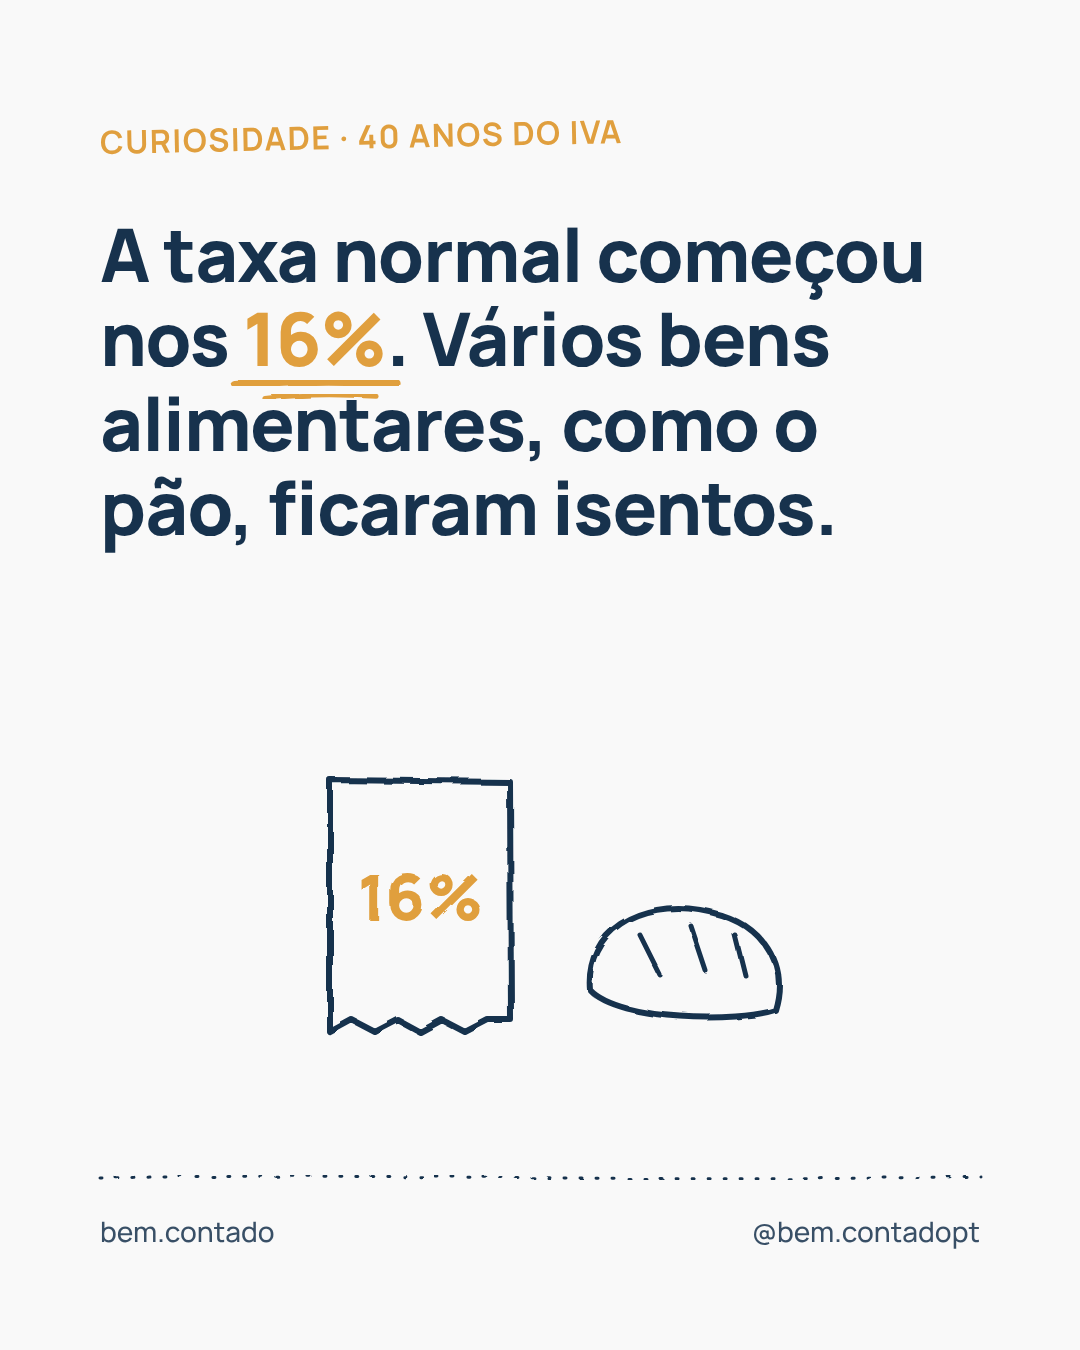 CURIOSIDADE · 40 ANOS DO IVA
A taxa normal começou
nos 16%. Vários bens
alimentares, como o
pão, ficaram isentos.
16%
bem.contado
@bem.contadopt